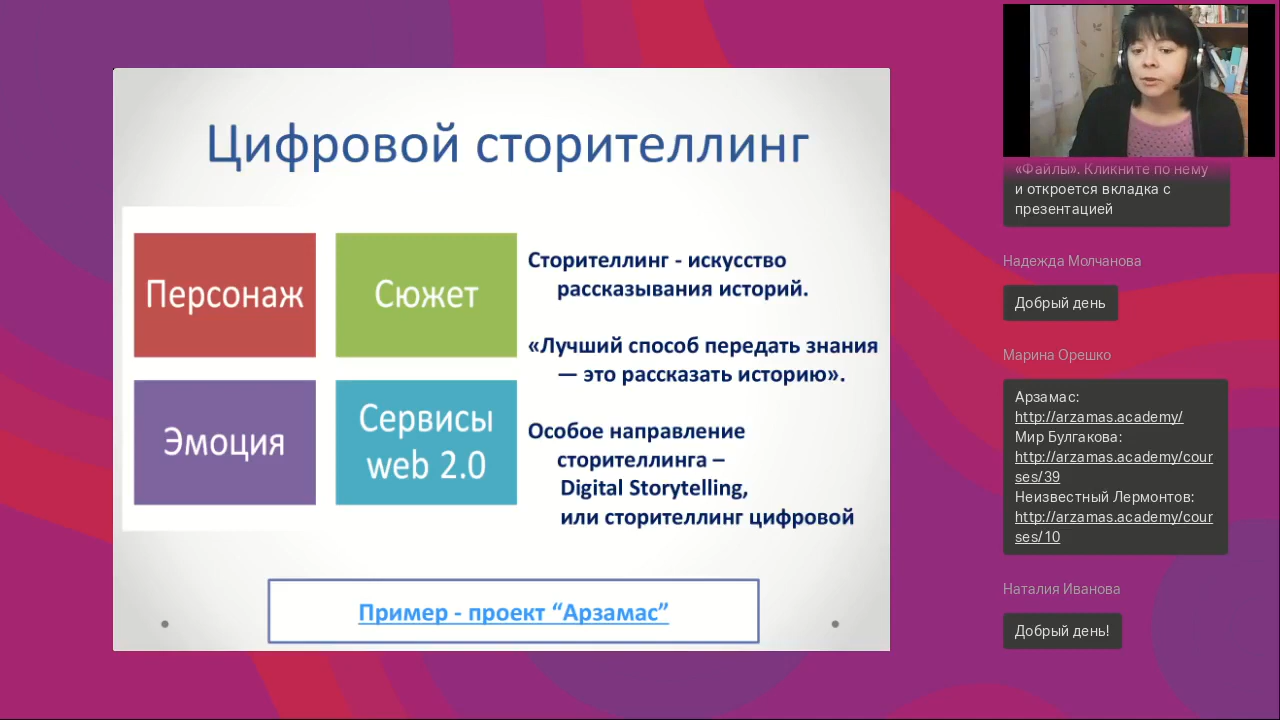 Цифровой сторителлинг
Персонаж
Сюжет
Эмоция
Сервисы
web 2.0
Сторителлинг - искусство
рассказывания историй.
«Лучший способ передать знания
— это рассказать историю».
Особое направление
сторителлинга –
Digital Storytelling,
или сторителлинг цифровой
Пример - проект “Арзамас”
«Файлы». Кликните по нему
и откроется вкладка с
презентацией
Надежда Молчанова
Добрый день
Марина Орешко
Арзамас:
http://arzamas.academy/
Мир Булгакова:
http://arzamas.academy/cour
ses/39
Неизвестный Лермонтов:
http://arzamas.academy/cour
ses/10
Наталия Иванова
Добрый день!